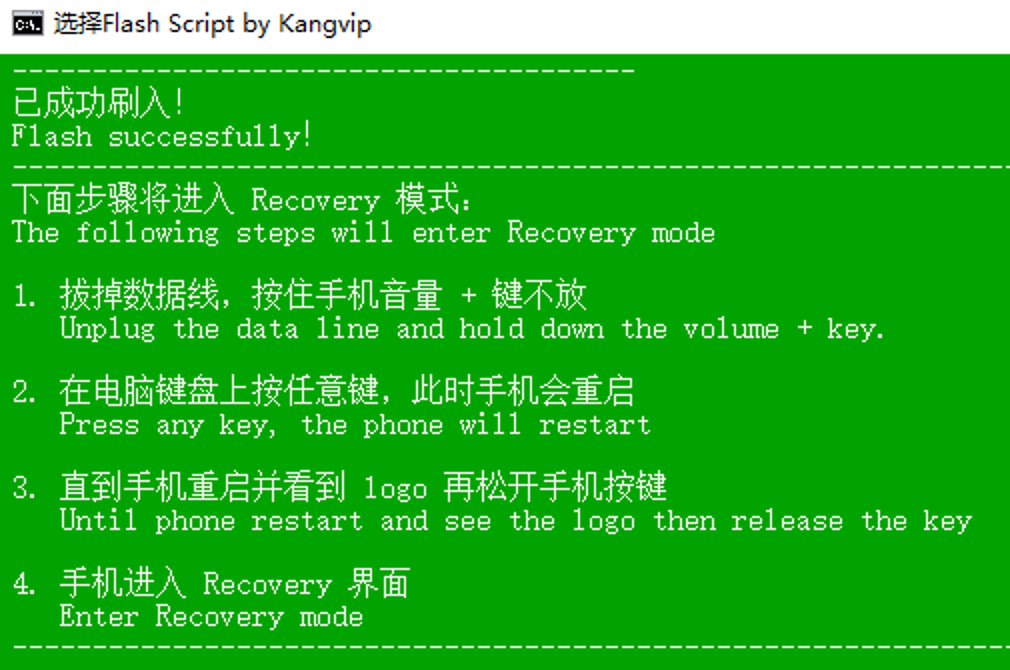 选择Flash Script by Kangvip
---------------------------------------
已成功刷入!
Flash successfully!
---------------------------------------------------------------
下面步骤将进入 Recovery 模式:
The following steps will enter Recovery mode
1. 拔掉数据线，按住手机音量 + 键不放
Unplug the data line and hold down the volume + key.
2. 在电脑键盘上按任意键，此时手机会重启
Press any key, the phone will restart
3. 直到手机重启并看到 logo 再松开手机按键
Until phone restart and see the logo then release the key
4. 手机进入 Recovery 界面
Enter Recovery mode
---------------------------------------------------------------